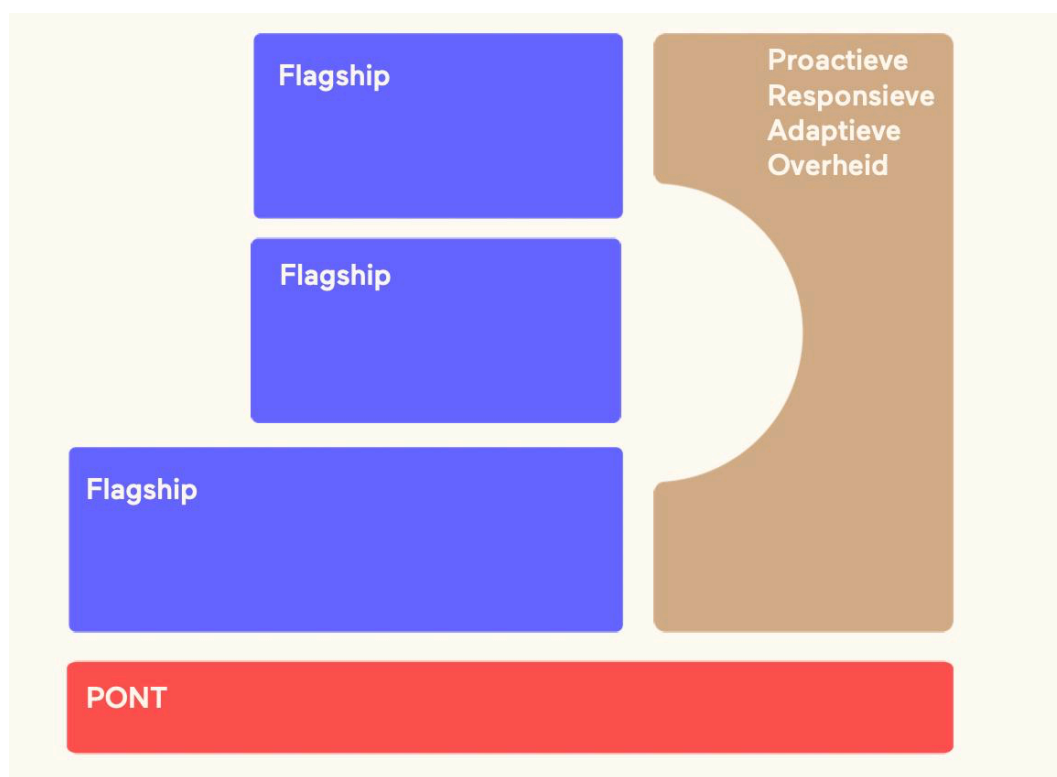 Flagship
Proactieve
Responsieve
Adaptieve
Overheid
Flagship
Flagship
PONT